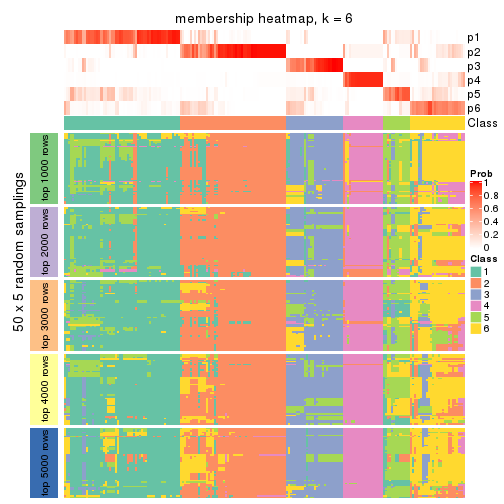 membership heatmap, k = 6
p1
p2
p3
p4
p5
p6
Class
50 x 5 random samplings
top 1000 rows
top 2000 rows
top 3000 rows
top 4000 rows
top 5000 rows
Prob
1
0.8
0.6
0.4
0.2
0
Class
1
2
3
4
5
6